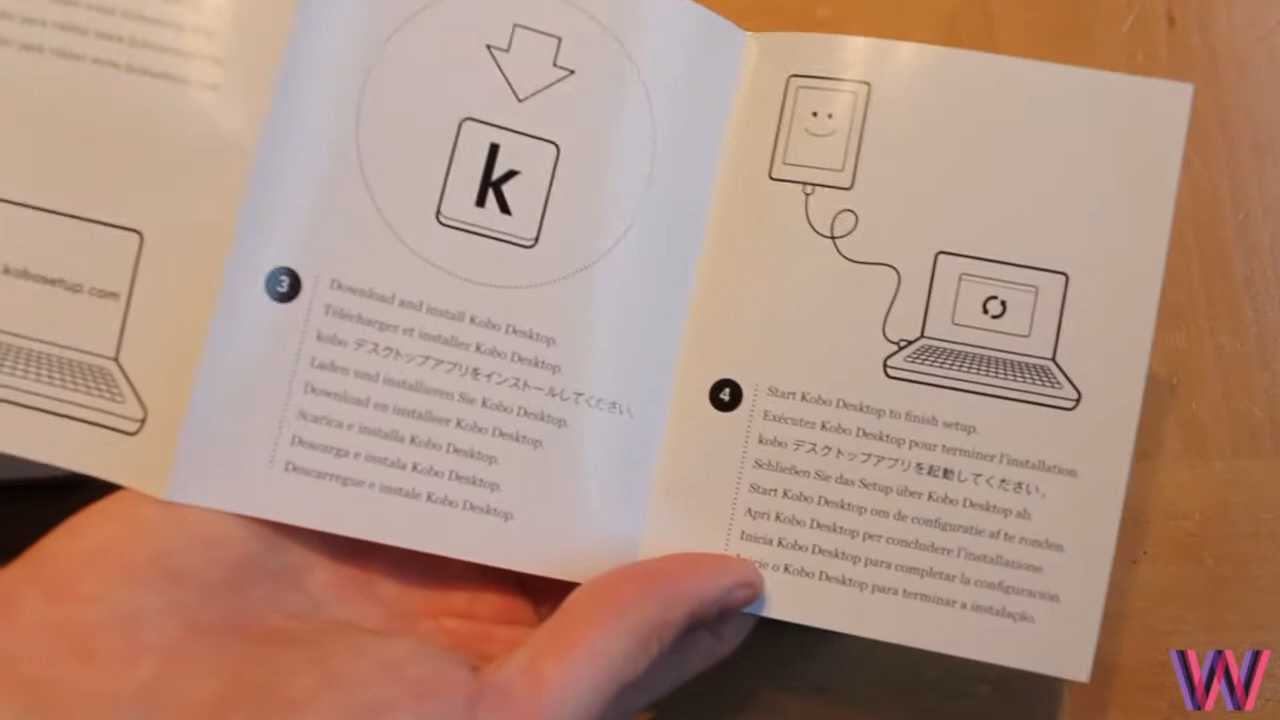 kobosetup.com
k
3
Download and install Kobo Desktop.
Téléchargez et installez Kobo Desktop.
kobo デスクトップアプリをインストールしてください。
Laden und installieren Sie Kobo Desktop.
Download en installeer Kobo Desktop.
Scarica e installa Kobo Desktop.
Descarga e instala Kobo Desktop.
Descarregue e instale Kobo Desktop.
4
Start Kobo Desktop to finish setup.
Exécutez Kobo Desktop pour terminer l'installation.
kobo デスクトップアプリを起動してください。
Schließen Sie das Setup über Kobo Desktop ab.
Start Kobo Desktop om de configuratie af te ronden.
Apri Kobo Desktop per concludere l'installazione.
Inicia Kobo Desktop para completar la configuración.
o Kobo Desktop para terminar a instalação.
W